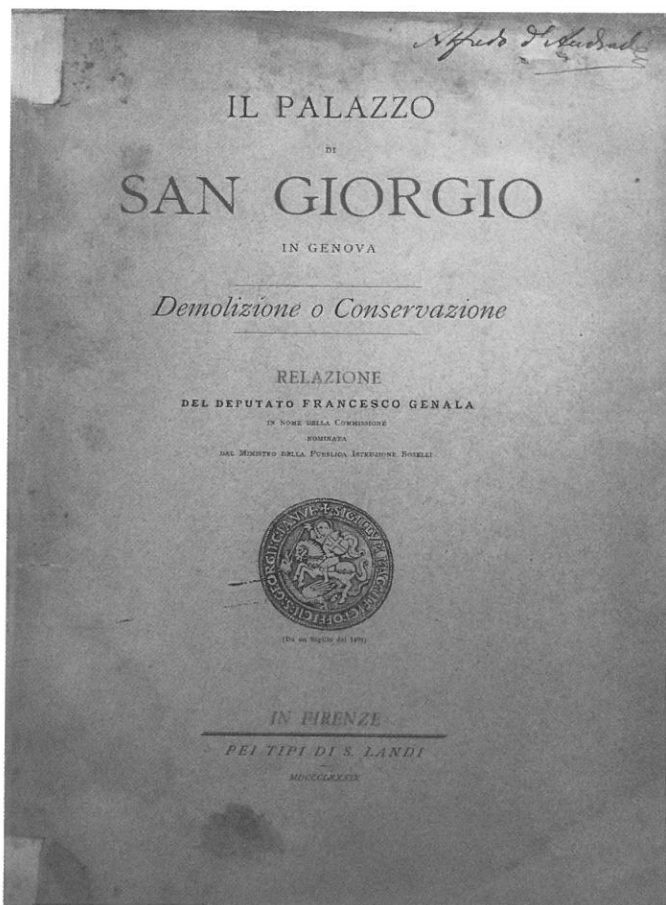 Alfredo d'Andrade
IL PALAZZO
DI
SAN GIORGIO
IN GENOVA
Demolizione o Conservazione
RELAZIONE
DEL DEPUTATO FRANCESCO GENALA
IN NOME DELLA COMMISSIONE
NOMINATA
DAL MINISTRO DELLA PUBBLICA ISTRUZIONE BOSELLI
IN FIRENZE
PEI TIPI DI S. LANDI
MDCCCLXXXIX